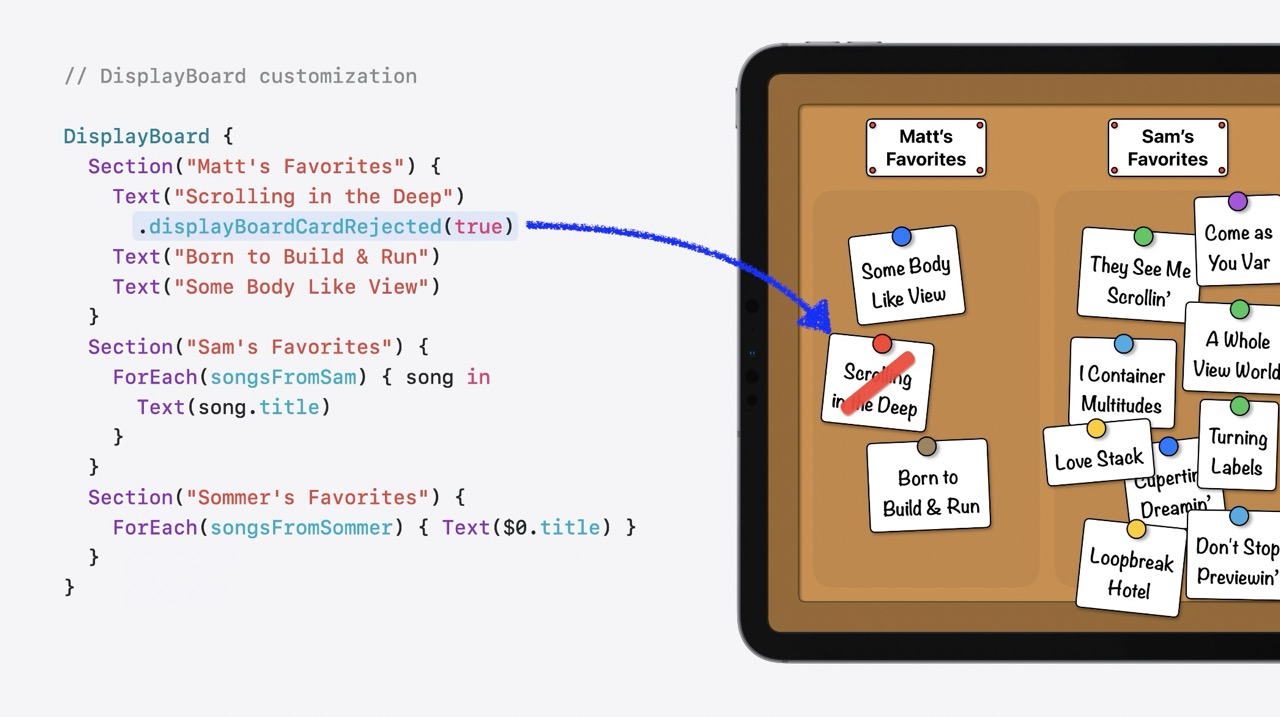 // DisplayBoard customization
DisplayBoard {
Section("Matt's Favorites") {
Text("Scrolling in the Deep")
.displayBoardCardRejected(true)
Text("Born to Build & Run")
Text("Some Body Like View")
}
Section("Sam's Favorites") {
ForEach(songsFromSam) { song in
Text(song.title)
}
}
Section("Sommer's Favorites") {
ForEach(songsFromSommer) { Text($0.title) }
}
}
Matt’s
Favorites
Some Body
Like View
Scrolling
in the Deep
Born to
Build & Run
Sam’s
Favorites
They See Me
Scrollin’
Come as
You Var
A Whole
View World
I Container
Multitudes
Love Stack
Turning
Labels
Dreamin’
Loopbreak
Hotel
Don't Stop
Previewin’